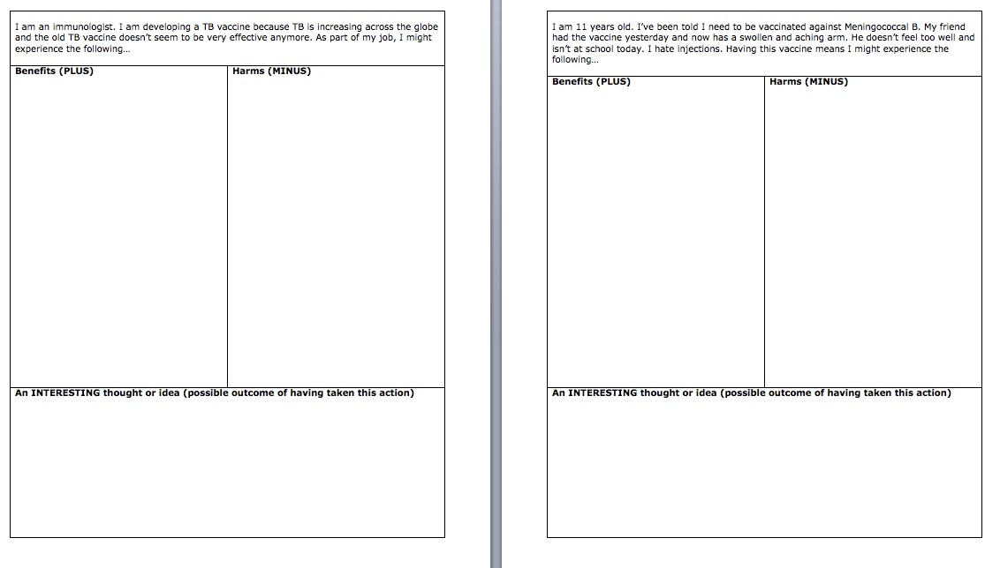 I am an immunologist. I am developing a TB vaccine because TB is increasing across the globe
and the old TB vaccine doesn’t seem to be very effective anymore. As part of my job, I might
experience the following…
Benefits (PLUS)
Harms (MINUS)
An INTERESTING thought or idea (possible outcome of having taken this action)
I am 11 years old. I’ve been told I need to be vaccinated against Meningococcal B. My friend
had the vaccine yesterday and now has a swollen and aching arm. He doesn’t feel too well and
isn’t at school today. I hate injections. Having this vaccine means I might experience the
following…
Benefits (PLUS)
Harms (MINUS)
An INTERESTING thought or idea (possible outcome of having taken this action)